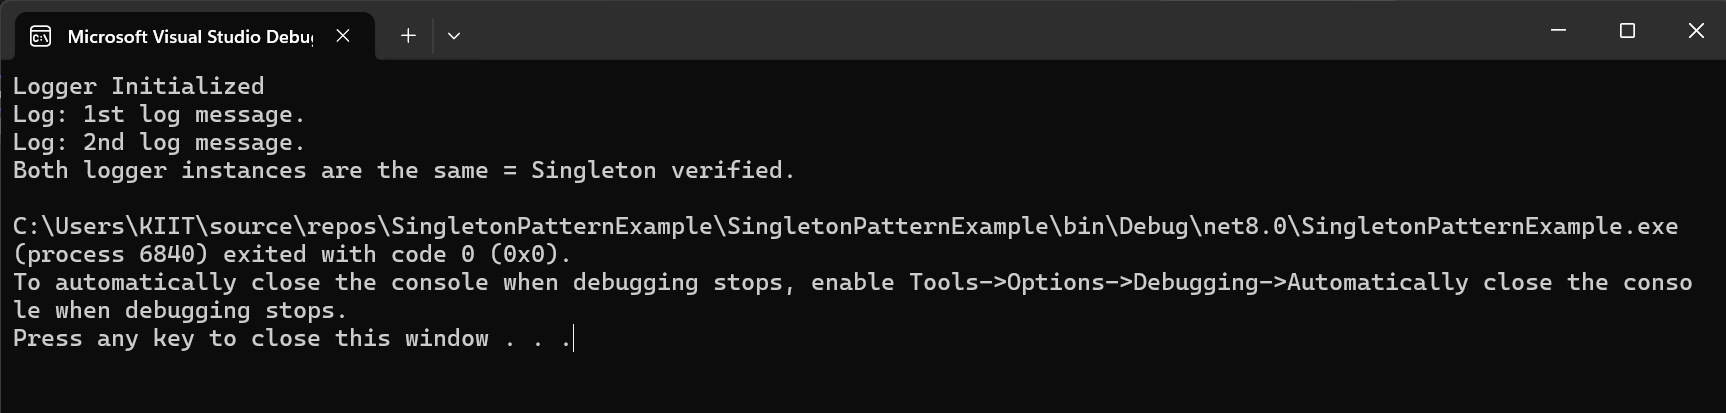 Microsoft Visual Studio Debu
Logger Initialized
Log: 1st log message.
Log: 2nd log message.
Both logger instances are the same = Singleton verified.
C:\Users\KIIT\source\repos\SingletonPatternExample\SingletonPatternExample\bin\Debug\net8.0\SingletonPatternExample.exe
(process 6840) exited with code 0 (0x0).
To automatically close the console when debugging stops, enable Tools->Options->Debugging->Automatically close the conso
le when debugging stops.
Press any key to close this window . . .